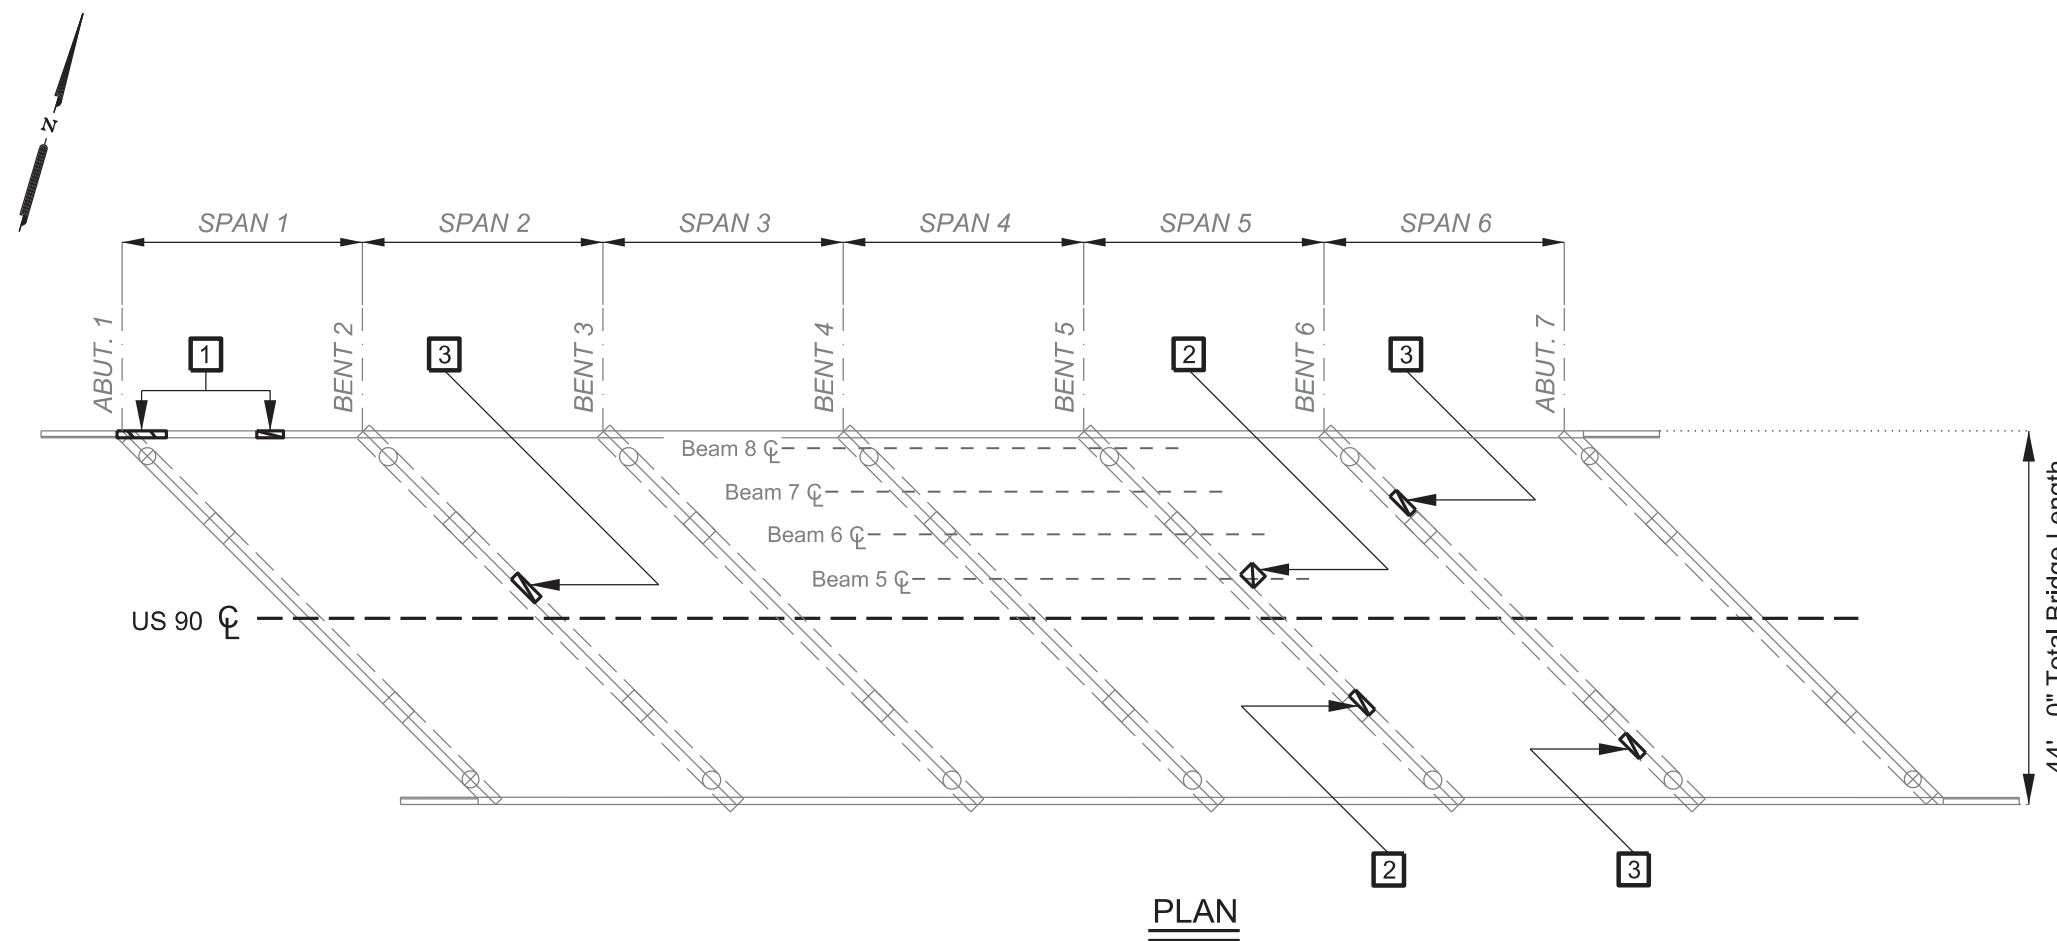 N
SPAN 1
SPAN 2
SPAN 3
SPAN 4
SPAN 5
SPAN 6
ABUT. 1
BENT 2
BENT 3
BENT 4
BENT 5
BENT 6
ABUT. 7
1
3
2
3
Beam 8 ℄
Beam 7 ℄
Beam 6 ℄
Beam 5 ℄
US 90 ℄
0" Total Bridge Length
2
3
PLAN